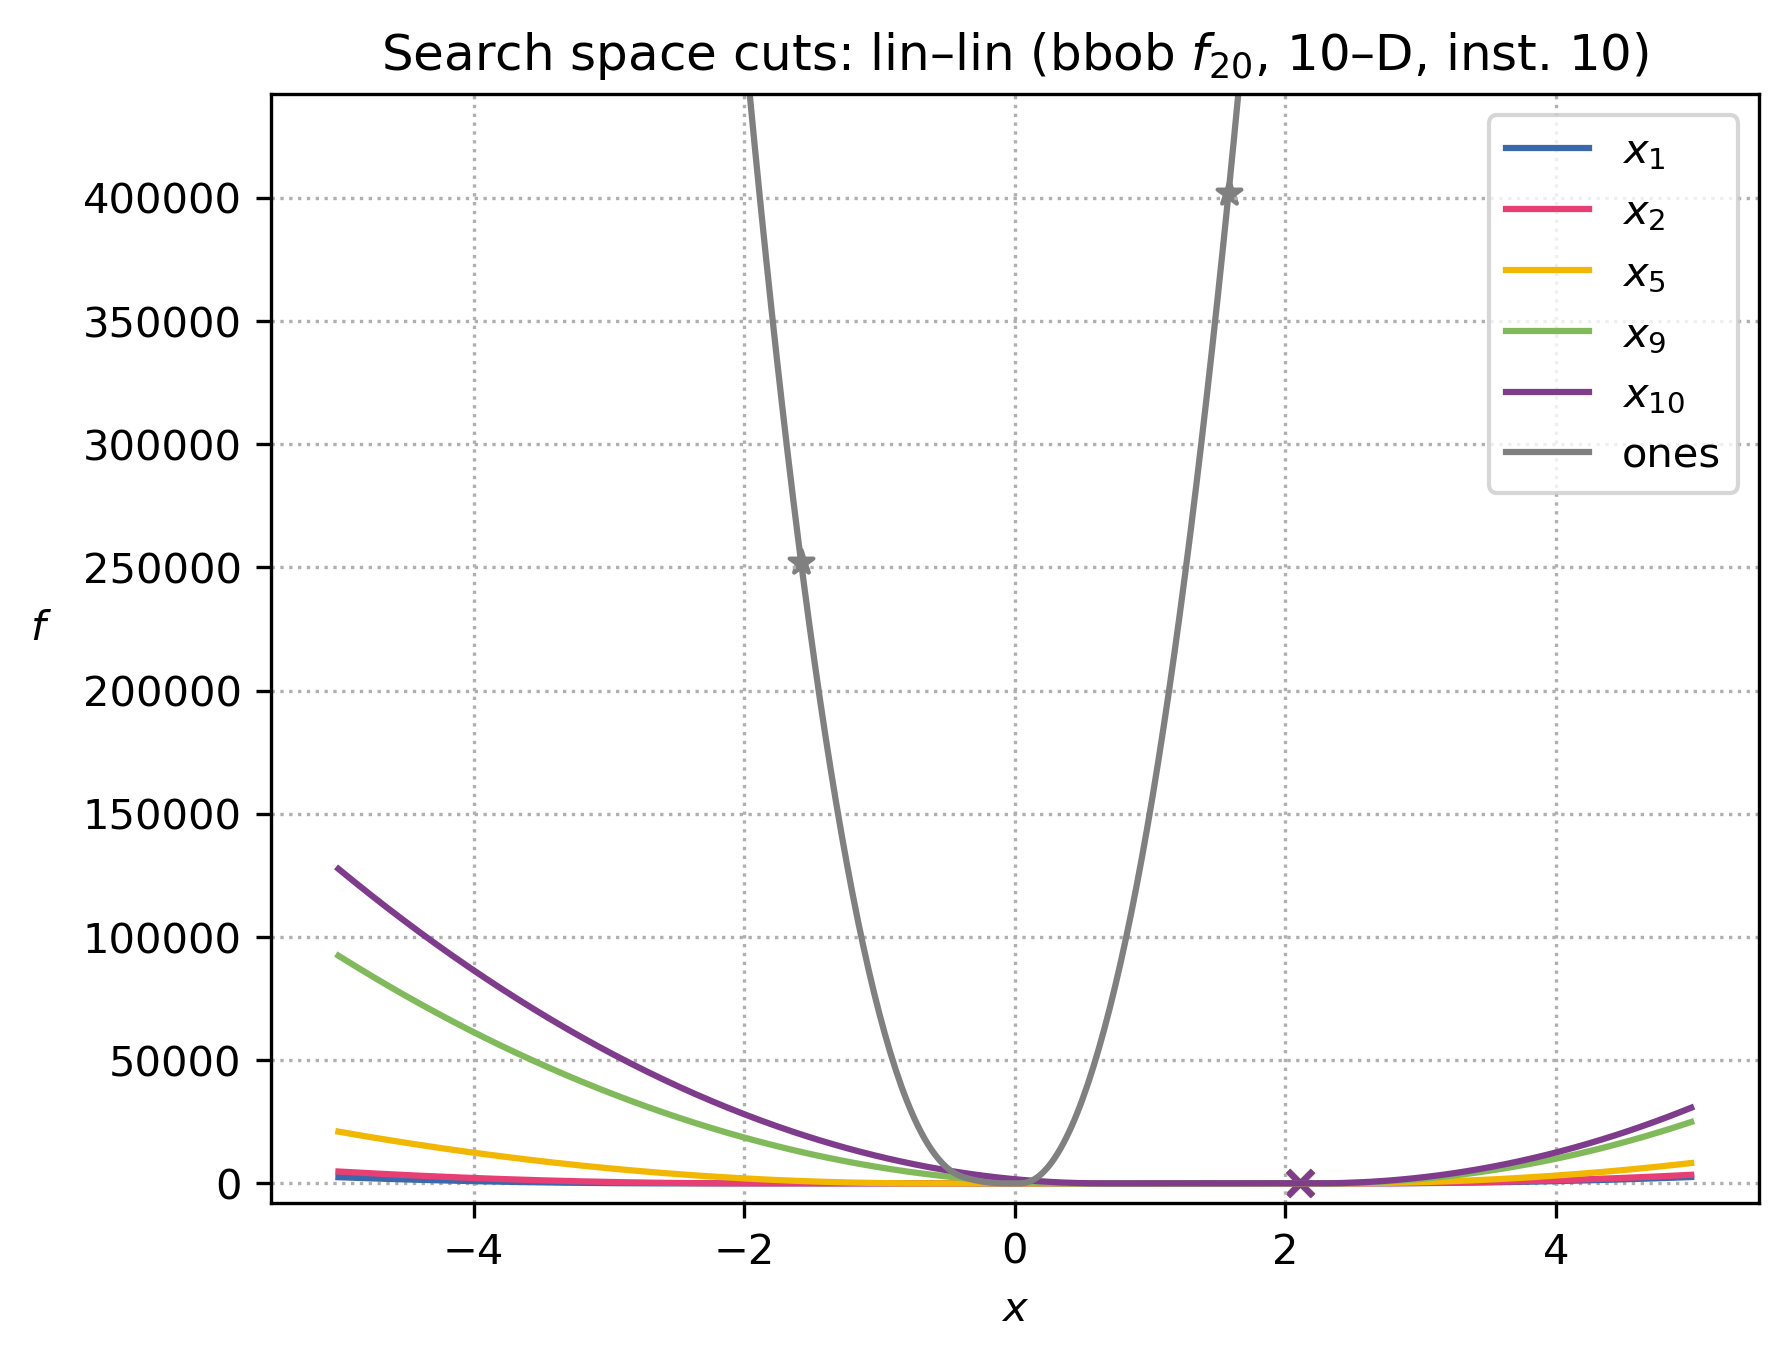 Search space cuts: lin–lin (bbob f₂₀, 10–D, inst. 10)
400000
350000
300000
250000
200000
150000
100000
50000
0
f
−4 −2 0 2 4
x
x₁
x₂
x₅
x₉
x₁₀
ones